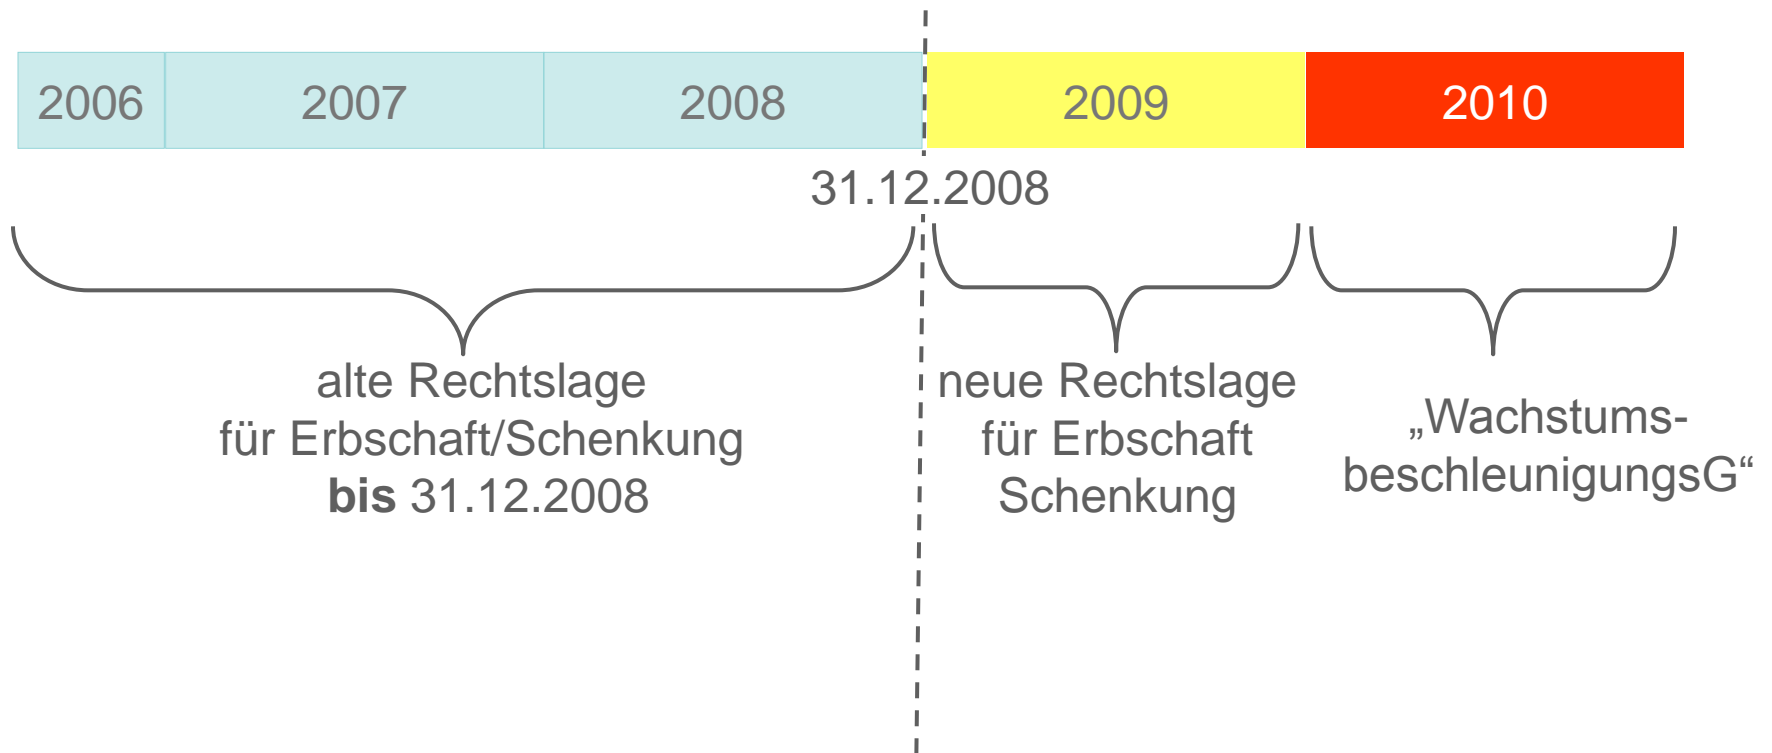 2006 2007 2008 2009 2010
31.12.2008
alte Rechtslage
für Erbschaft/Schenkung
bis 31.12.2008
neue Rechtslage
für Erbschaft
Schenkung
„Wachstums-
beschleunigungsG“